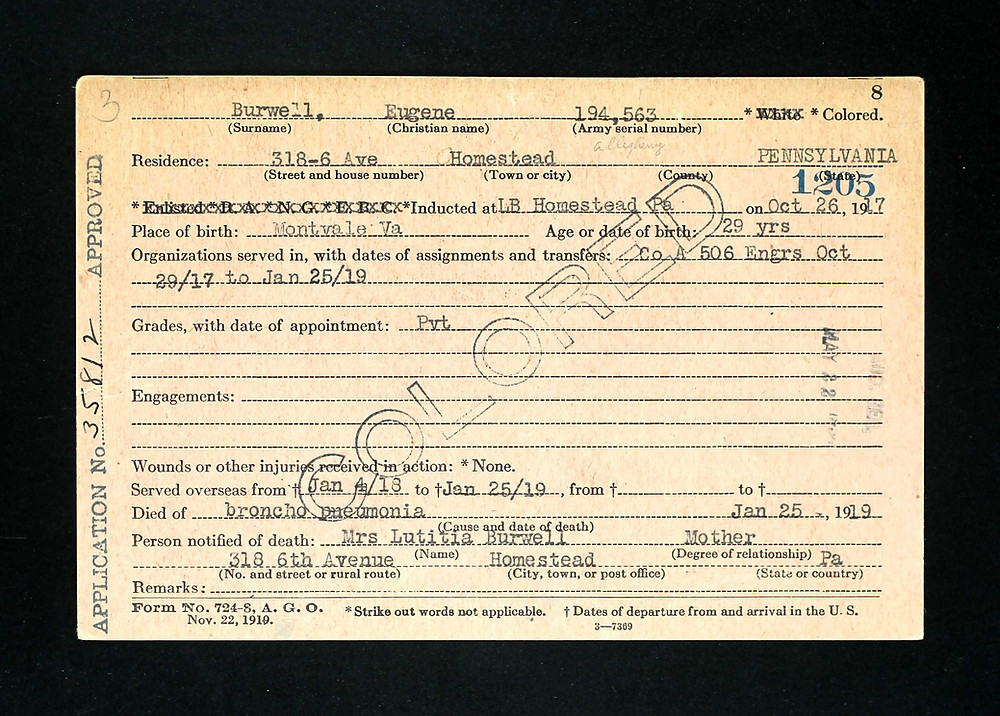 3
8
Burwell, Eugene 194,563 * White * Colored.
(Surname) (Christian name) (Army serial number)
Allegheny
Residence: 318-6 Ave Homestead PENNSYLVANIA
(Street and house number) (Town or city) (County) (State)
1205
* Enlisted * R. A. * N. G. * E. R. C. * Inducted at LB Homestead Pa on Oct 26, 1917
Place of birth: Montvale Va Age or date of birth: 29 yrs
Organizations served in, with dates of assignments and transfers: Co A 506 Engrs Oct
29/17 to Jan 25/19
Grades, with date of appointment: Pvt
Engagements:
Wounds or other injuries received in action: * None.
Served overseas from † Jan 4/18 to † Jan 25/19, from † to †
Died of broncho pneumonia Jan 25 -, 1919
(Cause and date of death)
Person notified of death: Mrs Lutitia Burwell Mother
(Name) (Degree of relationship)
318 6th Avenue Homestead Pa
(No. and street or rural route) (City, town, or post office) (State or country)
Remarks:
Form No. 724-8, A. G. O. * Strike out words not applicable. † Dates of departure from and arrival in the U. S.
Nov. 22, 1919.
3—7369
COLORED
APPLICATION No. 35812 APPROVED
MAY 22